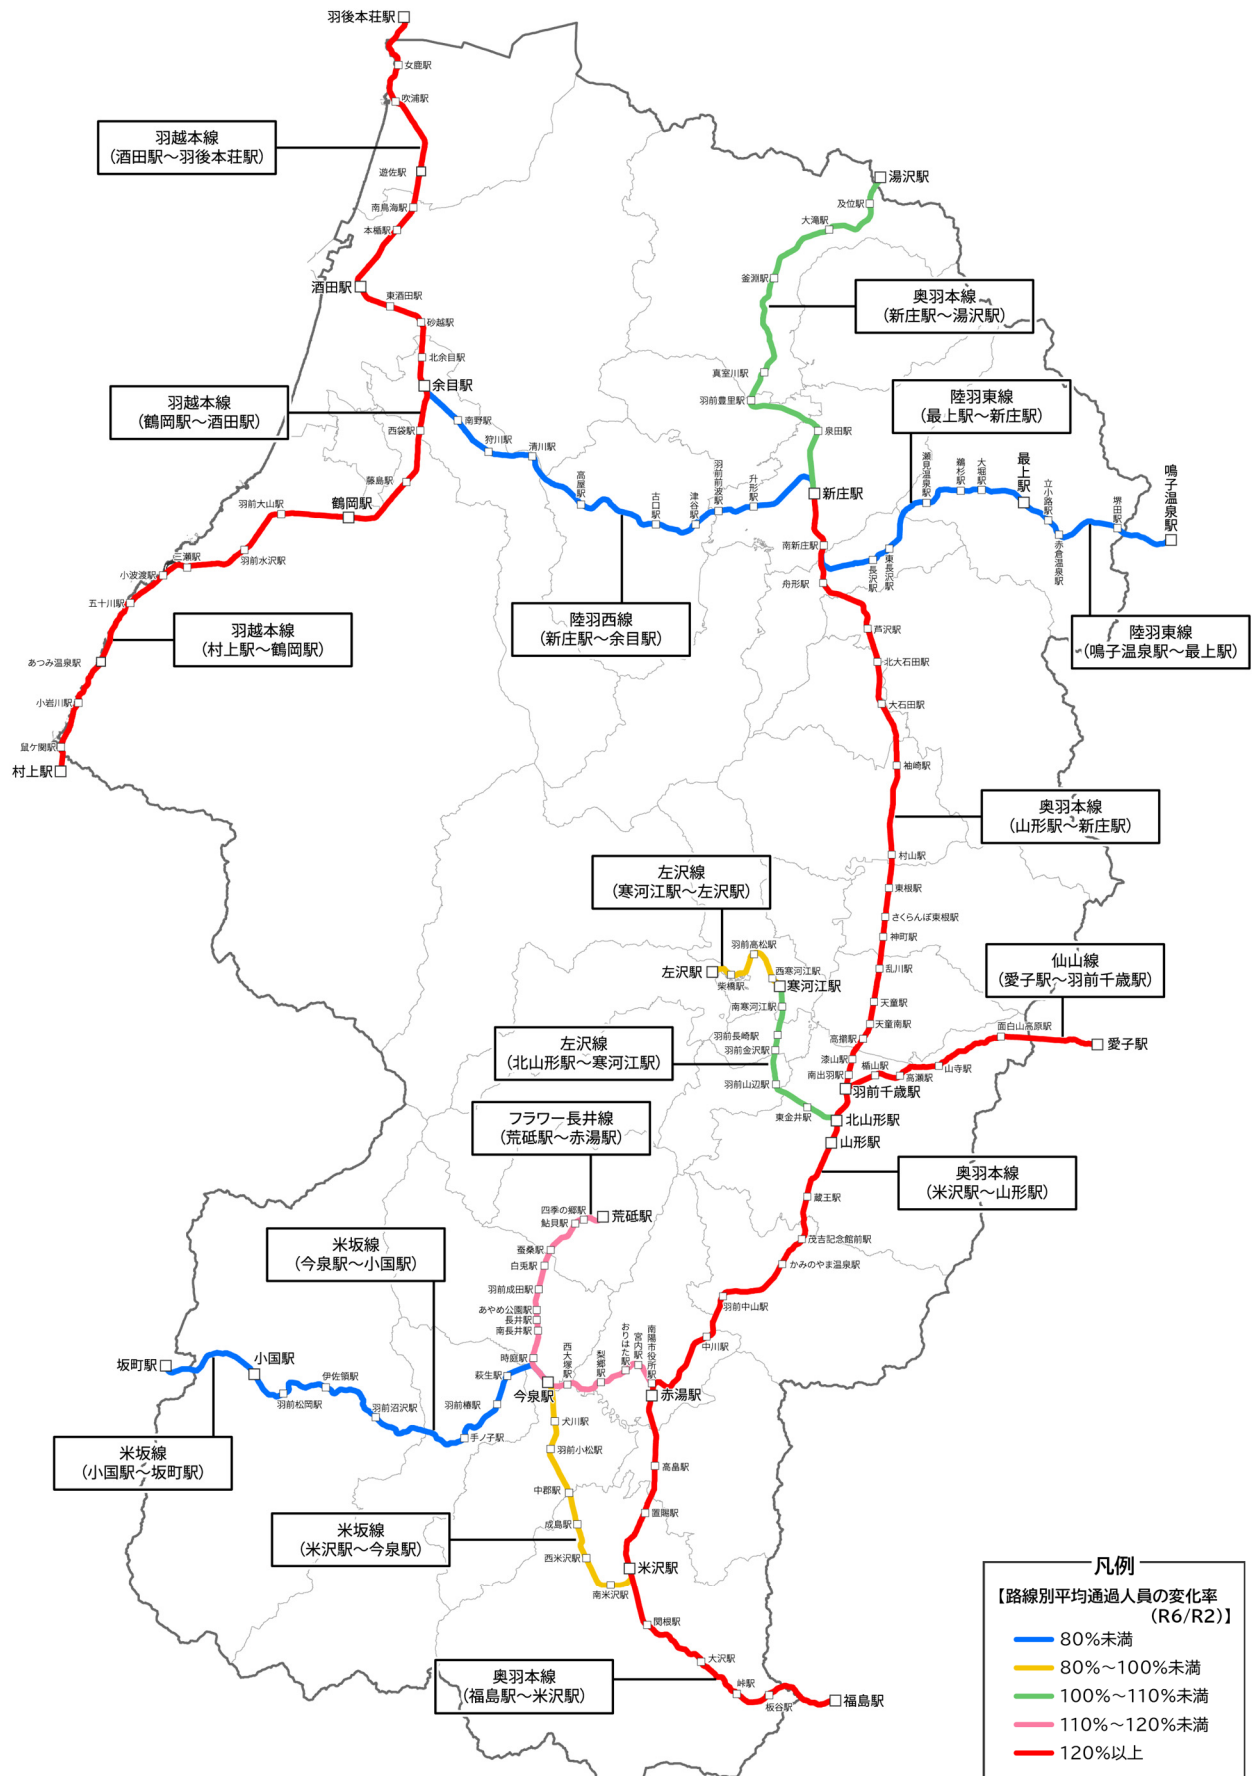 羽後本荘駅
女鹿駅
吹浦駅
羽越本線
(酒田駅～羽後本荘駅)
遊佐駅
南鳥海駅
本楯駅
酒田駅
東酒田駅
砂越駅
北余目駅
余目駅
羽越本線
(鶴岡駅～酒田駅)
西袋駅
藤島駅
鶴岡駅
羽前大山駅
羽前水沢駅
三瀬駅
小波渡駅
五十川駅
羽越本線
(村上駅～鶴岡駅)
あつみ温泉駅
小岩川駅
鼠ケ関駅
村上駅
南野駅
狩川駅
清川駅
高屋駅
古口駅
津谷駅
羽前前波駅
升形駅
陸羽西線
(新庄駅～余目駅)
湯沢駅
及位駅
大滝駅
釜淵駅
奥羽本線
(新庄駅～湯沢駅)
真室川駅
羽前豊里駅
泉田駅
新庄駅
陸羽東線
(最上駅～新庄駅)
瀬見温泉駅
鵜杉駅
大堀駅
最上駅
立小路駅
赤倉温泉駅
堺田駅
鳴子温泉駅
南新庄駅
長沢駅
東長沢駅
舟形駅
陸羽東線
(鳴子温泉駅～最上駅)
芦沢駅
北大石田駅
大石田駅
袖崎駅
奥羽本線
(山形駅～新庄駅)
村山駅
東根駅
さくらんぼ東根駅
神町駅
乱川駅
天童駅
天童南駅
高擶駅
漆山駅
南出羽駅
左沢線
(寒河江駅～左沢駅)
羽前高松駅
左沢駅
柴橋駅
西寒河江駅
寒河江駅
南寒河江駅
羽前長崎駅
羽前金沢駅
羽前山辺駅
東金井駅
左沢線
(北山形駅～寒河江駅)
仙山線
(愛子駅～羽前千歳駅)
面白山高原駅
愛子駅
山寺駅
高瀬駅
楯山駅
羽前千歳駅
北山形駅
山形駅
奥羽本線
(米沢駅～山形駅)
蔵王駅
茂吉記念館前駅
かみのやま温泉駅
羽前中山駅
中川駅
フラワー長井線
(荒砥駅～赤湯駅)
四季の郷駅
荒砥駅
鮎貝駅
蚕桑駅
白兎駅
羽前成田駅
あやめ公園駅
長井駅
南長井駅
時庭駅
今泉駅
西大塚駅
梨郷駅
おりはた駅
宮内駅
南陽市役所駅
赤湯駅
米坂線
(今泉駅～小国駅)
坂町駅
小国駅
伊佐領駅
羽前松岡駅
羽前沼沢駅
手ノ子駅
羽前椿駅
萩生駅
米坂線
(小国駅～坂町駅)
犬川駅
羽前小松駅
中郡駅
成島駅
西米沢駅
南米沢駅
米坂線
(米沢駅～今泉駅)
高畠駅
置賜駅
米沢駅
関根駅
大沢駅
峠駅
板谷駅
福島駅
奥羽本線
(福島駅～米沢駅)
凡例
【路線別平均通過人員の変化率
(R6/R2)】
80%未満
80%～100%未満
100%～110%未満
110%～120%未満
120%以上